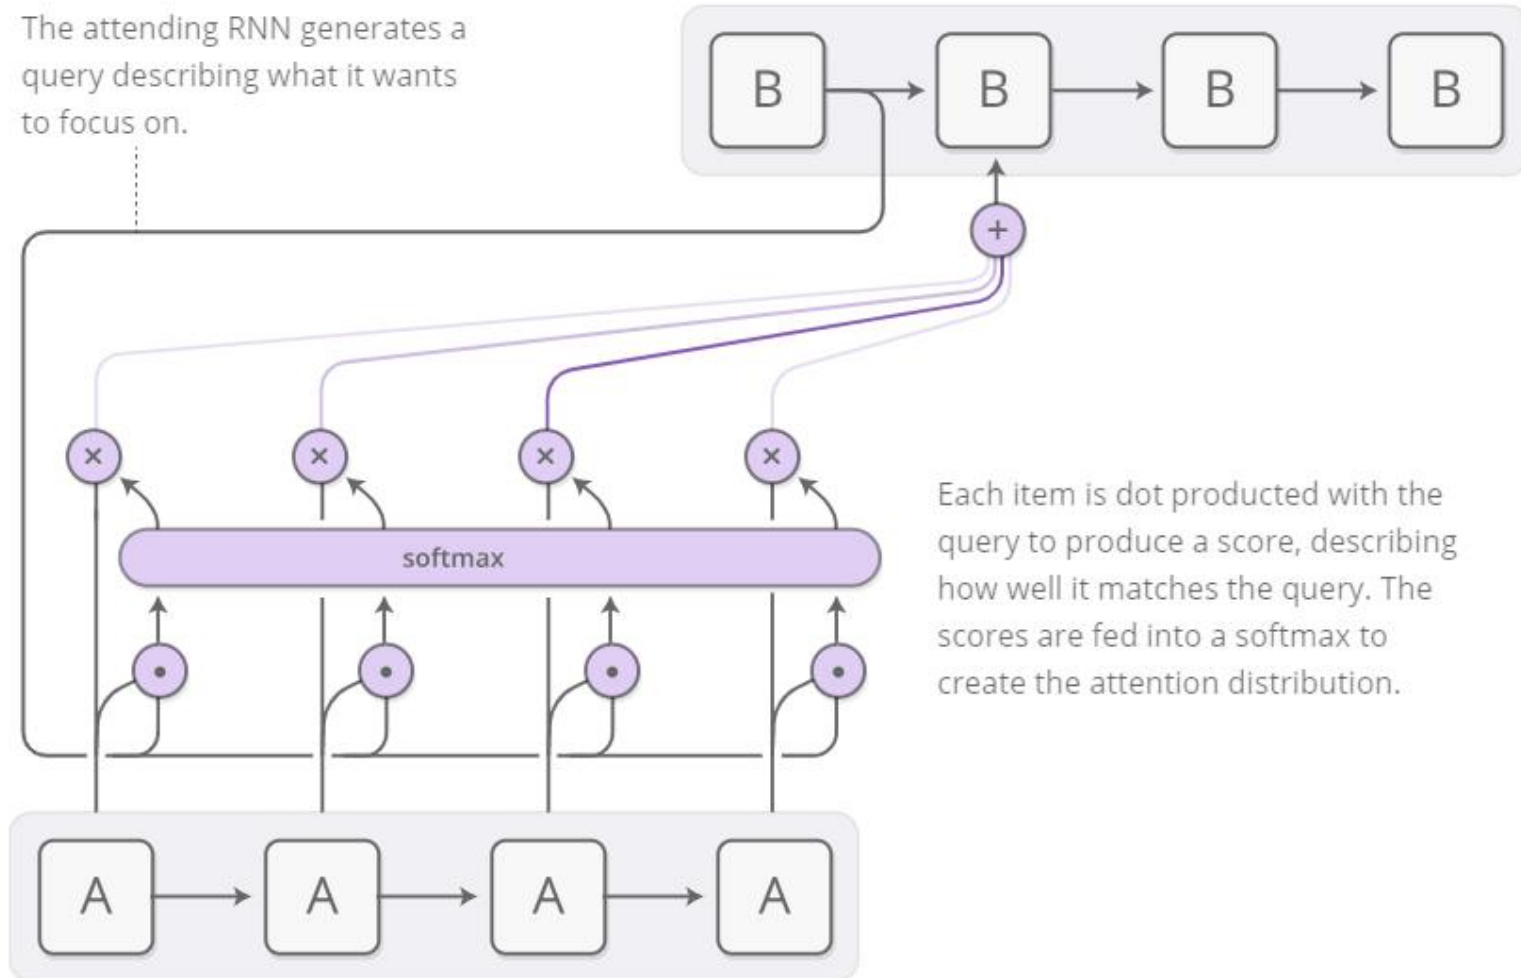 The attending RNN generates a
query describing what it wants
to focus on.
B B B B
+
× × × ×
softmax
• • • •
Each item is dot producted with the
query to produce a score, describing
how well it matches the query. The
scores are fed into a softmax to
create the attention distribution.
A A A A